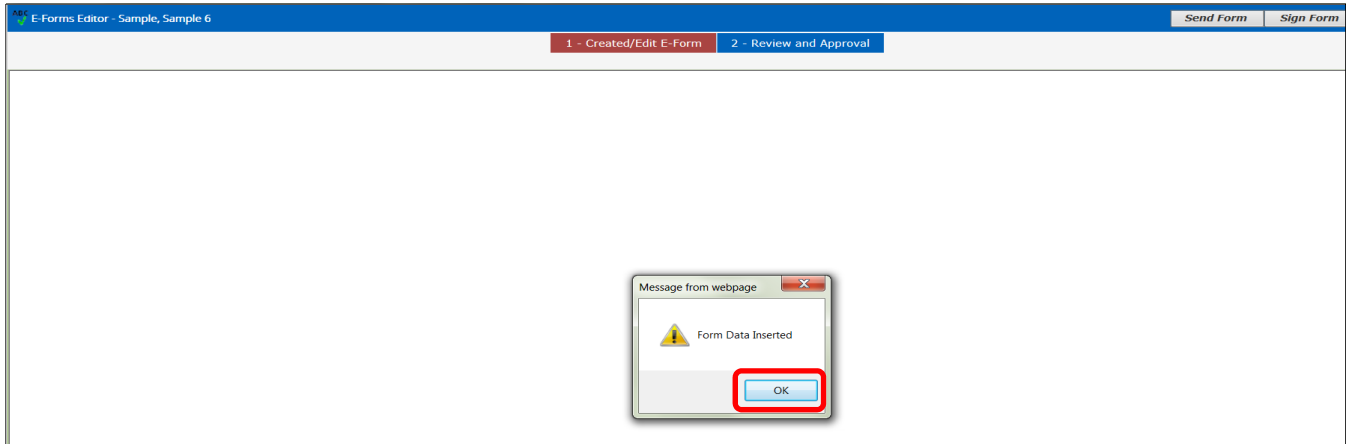 ABC E-Forms Editor - Sample, Sample 6
Send Form
Sign Form
1 - Created/Edit E-Form
2 - Review and Approval
Message from webpage
Form Data Inserted
OK